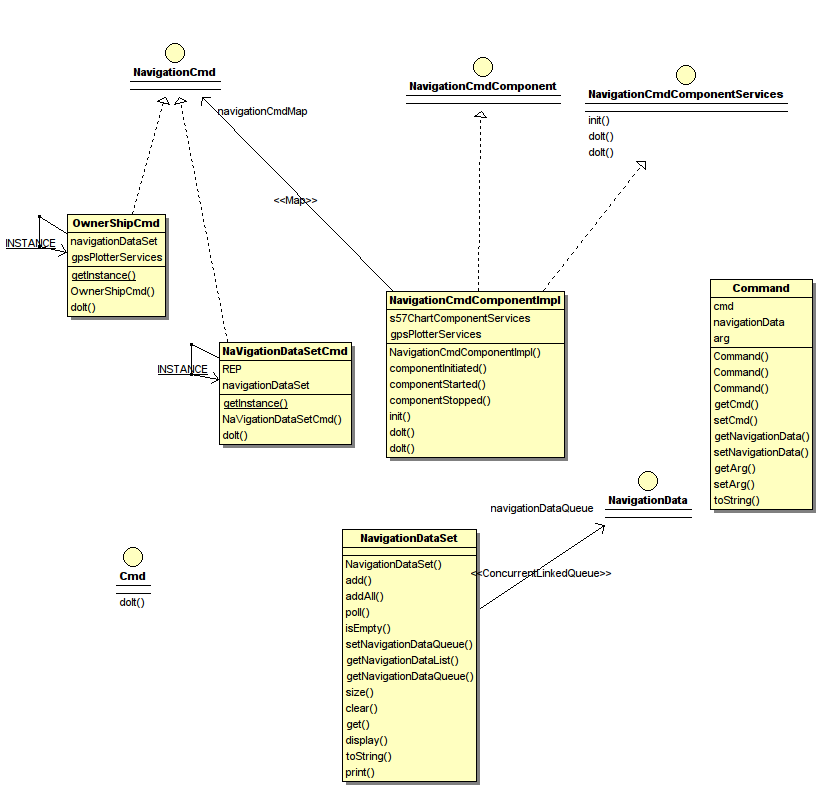 NavigationCmd
NavigationCmdComponent
NavigationCmdComponentServices
init()
doIt()
doIt()
navigationCmdMap
<<Map>>
INSTANCE
OwnerShipCmd
navigationDataSet
gpsPlotterServices
getInstance()
OwnerShipCmd()
doIt()
INSTANCE
NaVigationDataSetCmd
REP
navigationDataSet
getInstance()
NaVigationDataSetCmd()
doIt()
NavigationCmdComponentImpl
s57ChartComponentServices
gpsPlotterServices
NavigationCmdComponentImpl()
componentInitiated()
componentStarted()
componentStopped()
init()
doIt()
doIt()
Command
cmd
navigationData
arg
Command()
Command()
Command()
getCmd()
setCmd()
getNavigationData()
setNavigationData()
getArg()
setArg()
toString()
NavigationData
navigationDataQueue
<<ConcurrentLinkedQueue>>
Cmd
doIt()
NavigationDataSet
NavigationDataSet()
add()
addAll()
poll()
isEmpty()
setNavigationDataQueue()
getNavigationDataList()
getNavigationDataQueue()
size()
clear()
get()
display()
toString()
print()